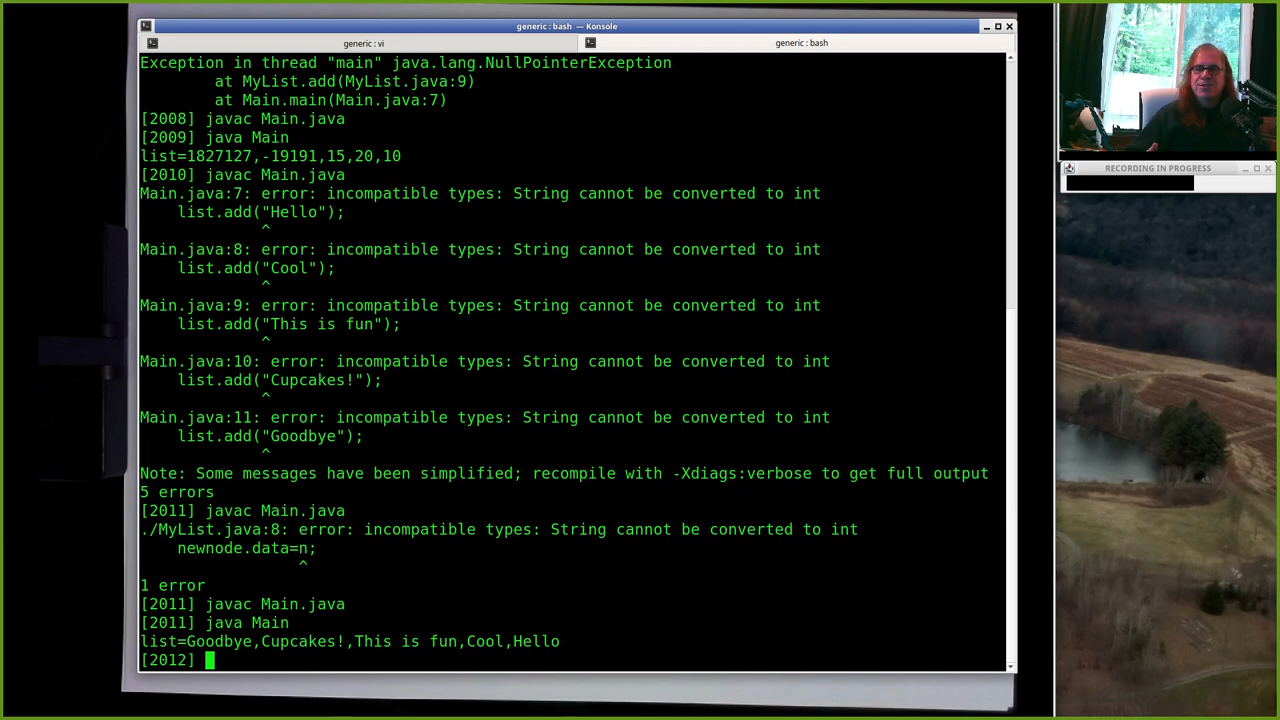 generic : bash — Konsole
generic : vi
generic : bash
Exception in thread "main" java.lang.NullPointerException
        at MyList.add(MyList.java:9)
        at Main.main(Main.java:7)
[2008] javac Main.java
[2009] java Main
list=1827127,-19191,15,20,10
[2010] javac Main.java
Main.java:7: error: incompatible types: String cannot be converted to int
    list.add("Hello");
             ^
Main.java:8: error: incompatible types: String cannot be converted to int
    list.add("Cool");
             ^
Main.java:9: error: incompatible types: String cannot be converted to int
    list.add("This is fun");
             ^
Main.java:10: error: incompatible types: String cannot be converted to int
    list.add("Cupcakes!");
             ^
Main.java:11: error: incompatible types: String cannot be converted to int
    list.add("Goodbye");
             ^
Note: Some messages have been simplified; recompile with -Xdiags:verbose to get full output
5 errors
[2011] javac Main.java
./MyList.java:8: error: incompatible types: String cannot be converted to int
    newnode.data=n;
                 ^
1 error
[2011] javac Main.java
[2011] java Main
list=Goodbye,Cupcakes!,This is fun,Cool,Hello
[2012]
RECORDING IN PROGRESS